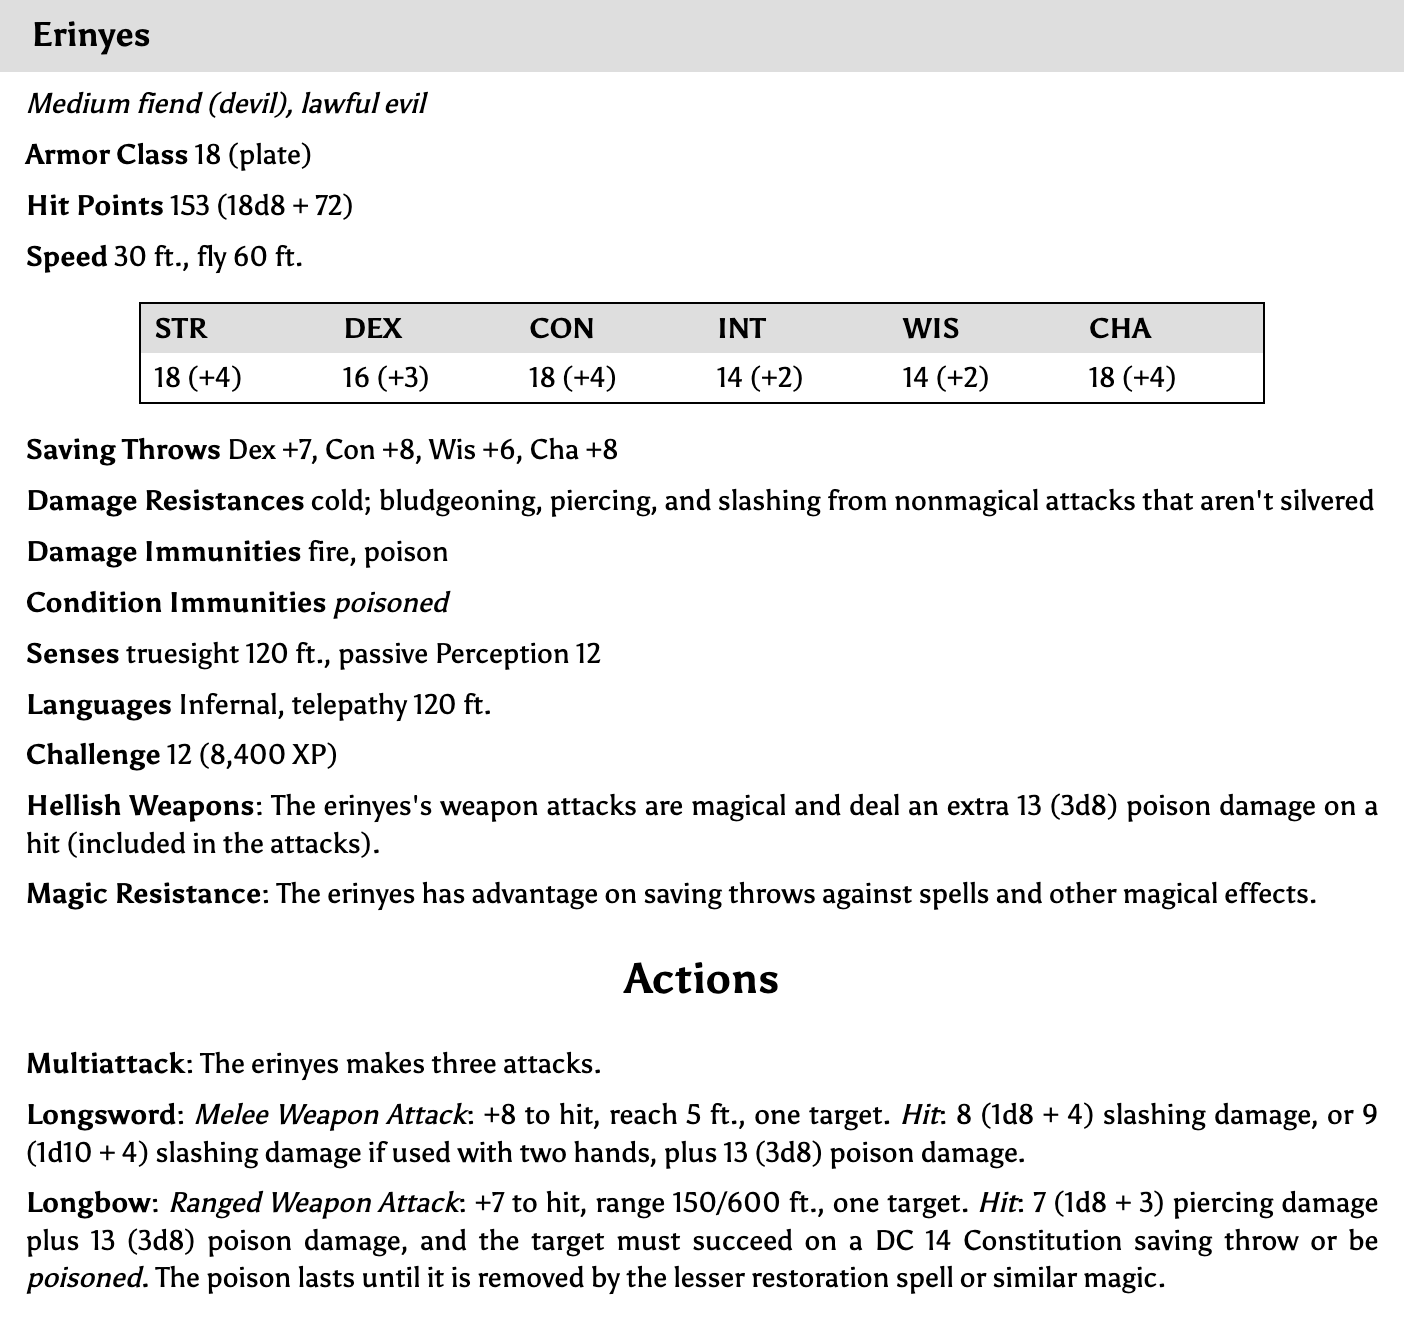 Erinyes
Medium fiend (devil), lawful evil
Armor Class 18 (plate)
Hit Points 153 (18d8 + 72)
Speed 30 ft., fly 60 ft.
STR DEX CON INT WIS CHA
18 (+4) 16 (+3) 18 (+4) 14 (+2) 14 (+2) 18 (+4)
Saving Throws Dex +7, Con +8, Wis +6, Cha +8
Damage Resistances cold; bludgeoning, piercing, and slashing from nonmagical attacks that aren't silvered
Damage Immunities fire, poison
Condition Immunities poisoned
Senses truesight 120 ft., passive Perception 12
Languages Infernal, telepathy 120 ft.
Challenge 12 (8,400 XP)
Hellish Weapons: The erinyes's weapon attacks are magical and deal an extra 13 (3d8) poison damage on a
hit (included in the attacks).
Magic Resistance: The erinyes has advantage on saving throws against spells and other magical effects.
Actions
Multiattack: The erinyes makes three attacks.
Longsword: Melee Weapon Attack: +8 to hit, reach 5 ft., one target. Hit: 8 (1d8 + 4) slashing damage, or 9
(1d10 + 4) slashing damage if used with two hands, plus 13 (3d8) poison damage.
Longbow: Ranged Weapon Attack: +7 to hit, range 150/600 ft., one target. Hit: 7 (1d8 + 3) piercing damage
plus 13 (3d8) poison damage, and the target must succeed on a DC 14 Constitution saving throw or be
poisoned. The poison lasts until it is removed by the lesser restoration spell or similar magic.